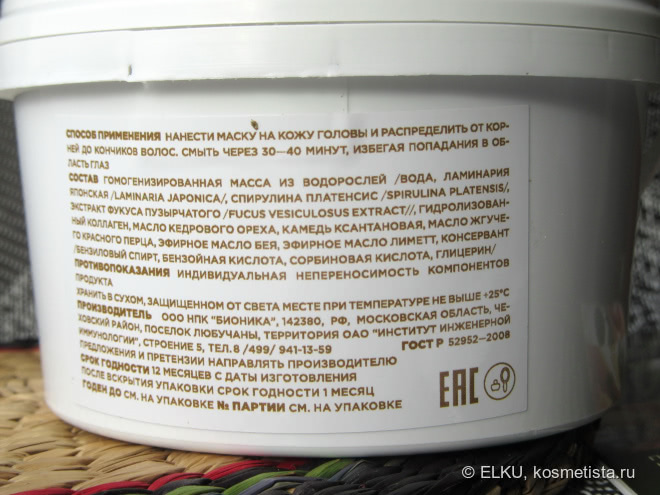 СПОСОБ ПРИМЕНЕНИЯ НАНЕСТИ МАСКУ НА КОЖУ ГОЛОВЫ И РАСПРЕДЕЛИТЬ ОТ КОР-
НЕЙ ДО КОНЧИКОВ ВОЛОС. СМЫТЬ ЧЕРЕЗ 30—40 МИНУТ, ИЗБЕГАЯ ПОПАДАНИЯ В ОБ-
ЛАСТЬ ГЛАЗ
СОСТАВ ГОМОГЕНИЗИРОВАННАЯ МАССА ИЗ ВОДОРОСЛЕЙ /ВОДА, ЛАМИНАРИЯ
ЯПОНСКАЯ /LAMINARIA JAPONICA/, СПИРУЛИНА ПЛАТЕНСИС /SPIRULINA PLATENSIS/,
ЭКСТРАКТ ФУКУСА ПУЗЫРЧАТОГО /FUCUS VESICULOSUS EXTRACT//, ГИДРОЛИЗОВАН-
НЫЙ КОЛЛАГЕН, МАСЛО КЕДРОВОГО ОРЕХА, КАМЕДЬ КСАНТАНОВАЯ, МАСЛО ЖГУЧЕ-
ГО КРАСНОГО ПЕРЦА, ЭФИРНОЕ МАСЛО БЕЯ, ЭФИРНОЕ МАСЛО ЛИМЕТТ, КОНСЕРВАНТ
/БЕНЗИЛОВЫЙ СПИРТ, БЕНЗОЙНАЯ КИСЛОТА, СОРБИНОВАЯ КИСЛОТА, ГЛИЦЕРИН/
ПРОТИВОПОКАЗАНИЯ ИНДИВИДУАЛЬНАЯ НЕПЕРЕНОСИМОСТЬ КОМПОНЕНТОВ
ПРОДУКТА
ХРАНИТЬ В СУХОМ, ЗАЩИЩЕННОМ ОТ СВЕТА МЕСТЕ ПРИ ТЕМПЕРАТУРЕ НЕ ВЫШЕ +25°C
ПРОИЗВОДИТЕЛЬ ООО НПК "БИОНИКА", 142380, РФ, МОСКОВСКАЯ ОБЛАСТЬ, ЧЕ-
ХОВСКИЙ РАЙОН, ПОСЕЛОК ЛЮБУЧАНЫ, ТЕРРИТОРИЯ ОАО "ИНСТИТУТ ИНЖЕНЕРНОЙ
ИММУНОЛОГИИ", СТРОЕНИЕ 5, ТЕЛ. 8 /499/ 941-13-59 ГОСТ Р 52952—2008
ПРЕДЛОЖЕНИЯ И ПРЕТЕНЗИИ НАПРАВЛЯТЬ ПРОИЗВОДИТЕЛЮ
СРОК ГОДНОСТИ 12 МЕСЯЦЕВ С ДАТЫ ИЗГОТОВЛЕНИЯ
ПОСЛЕ ВСКРЫТИЯ УПАКОВКИ СРОК ГОДНОСТИ 1 МЕСЯЦ
ГОДЕН ДО СМ. НА УПАКОВКЕ № ПАРТИИ СМ. НА УПАКОВКЕ
EAC
© ELKU, kosmetista.ru